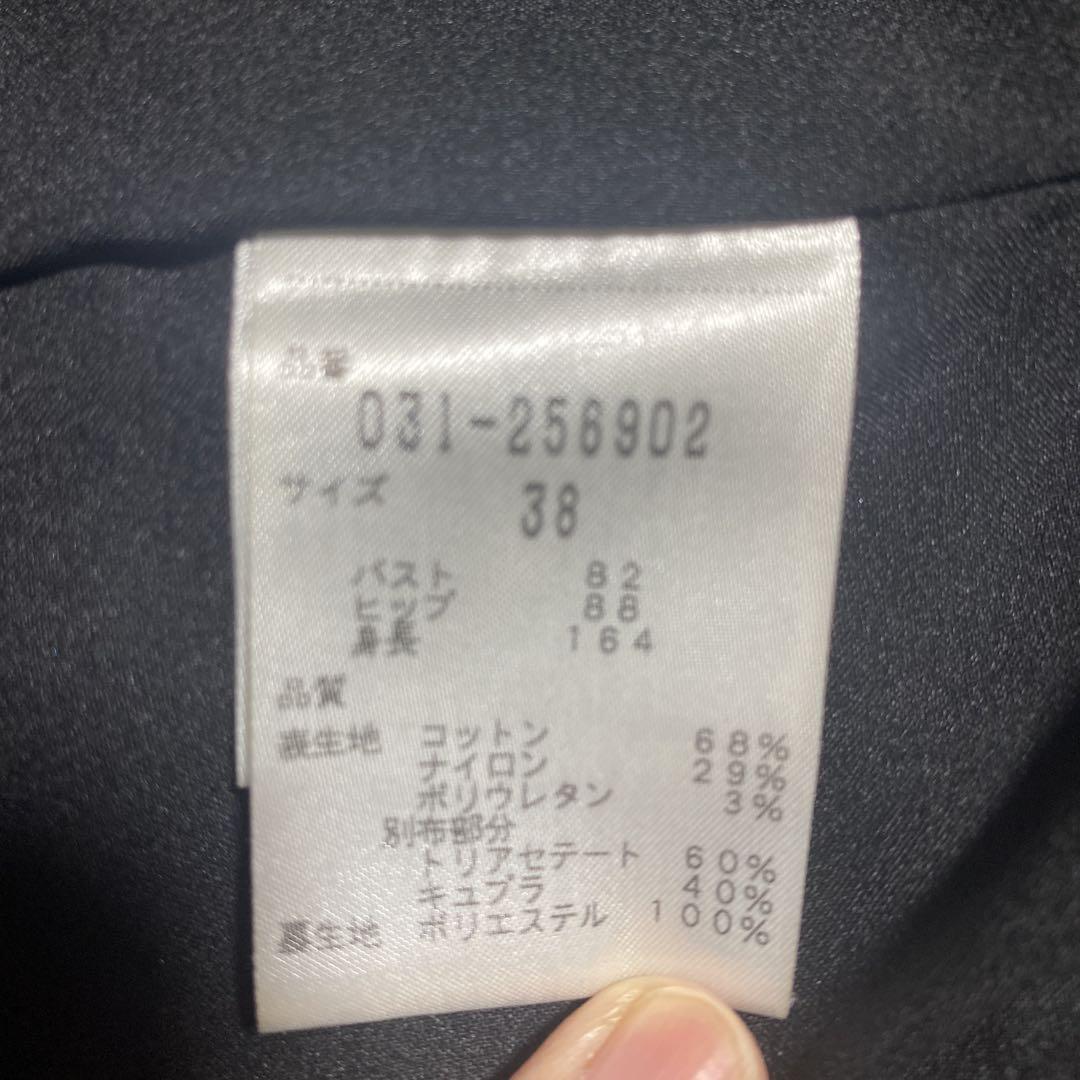 品番
031-256902
サイズ 38
バスト 82
ヒップ 88
身長 164
品質
表生地 コットン 68%
ナイロン 29%
ポリウレタン 3%
別布部分
トリアセテート 60%
キュプラ 40%
裏生地 ポリエステル 100%